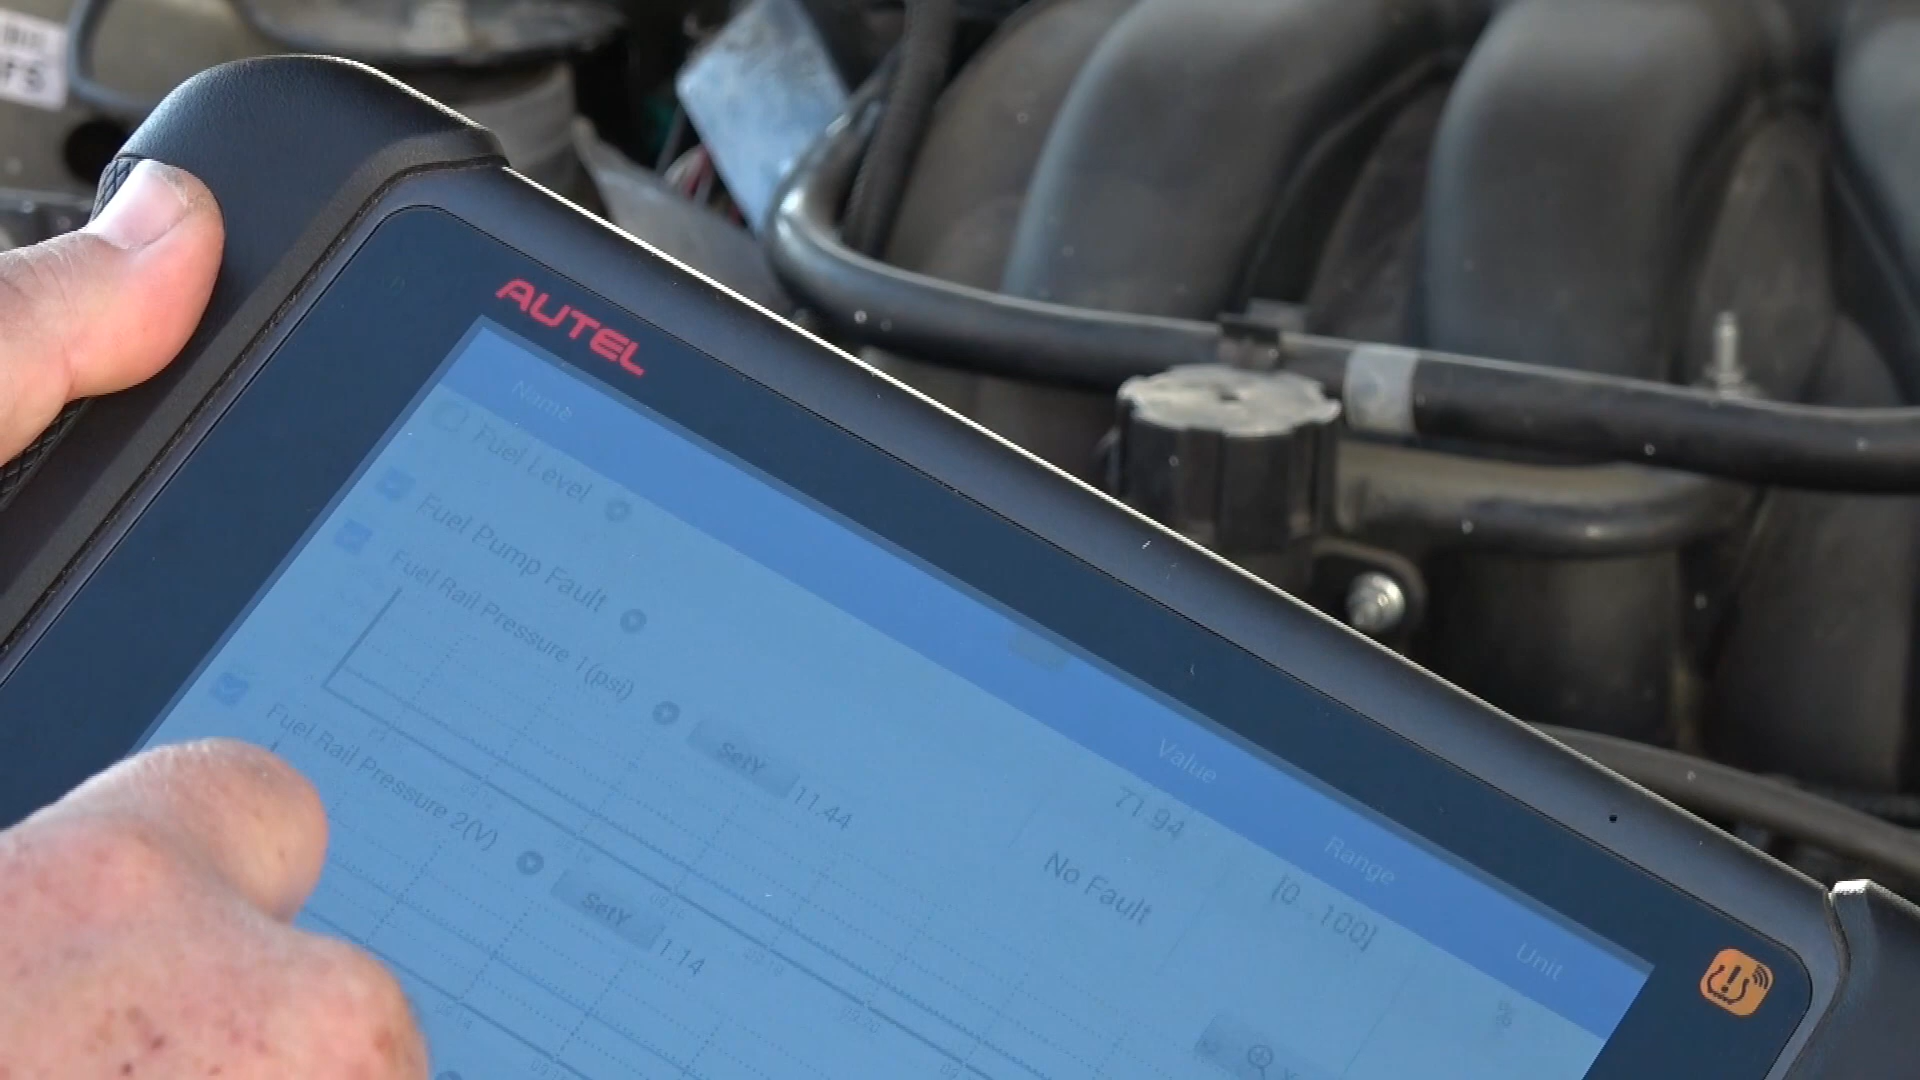 AUTEL
Name Value Range Unit
Fuel Level 71.94 [0 - 100] %
Fuel Pump Fault No Fault
Fuel Rail Pressure 1(psi) SetY 11.44
Fuel Rail Pressure 2(V) SetY 1.14